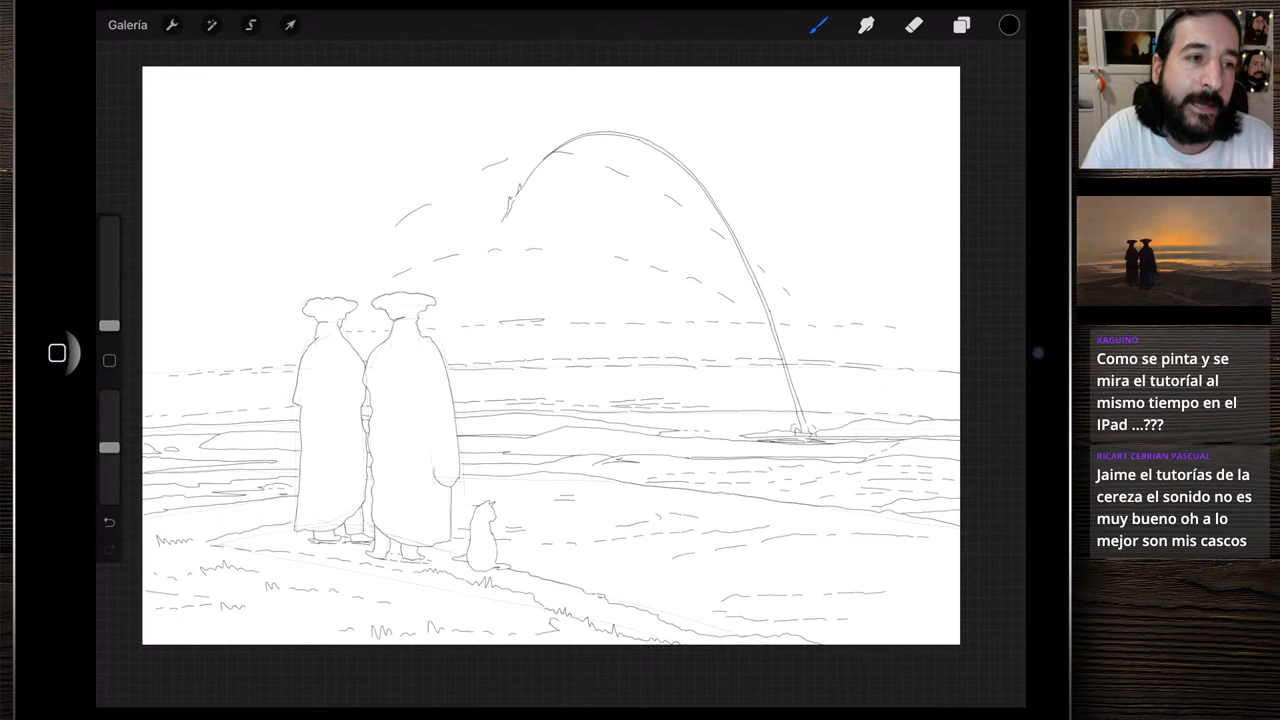 Galería
XAGUINO
Como se pinta y se
mira el tutoríal al
mismo tiempo en el
IPad ...???
RICART CEBRIAN PASCUAL
Jaime el tutorías de la
cereza el sonido no es
muy bueno oh a lo
mejor son mis cascos